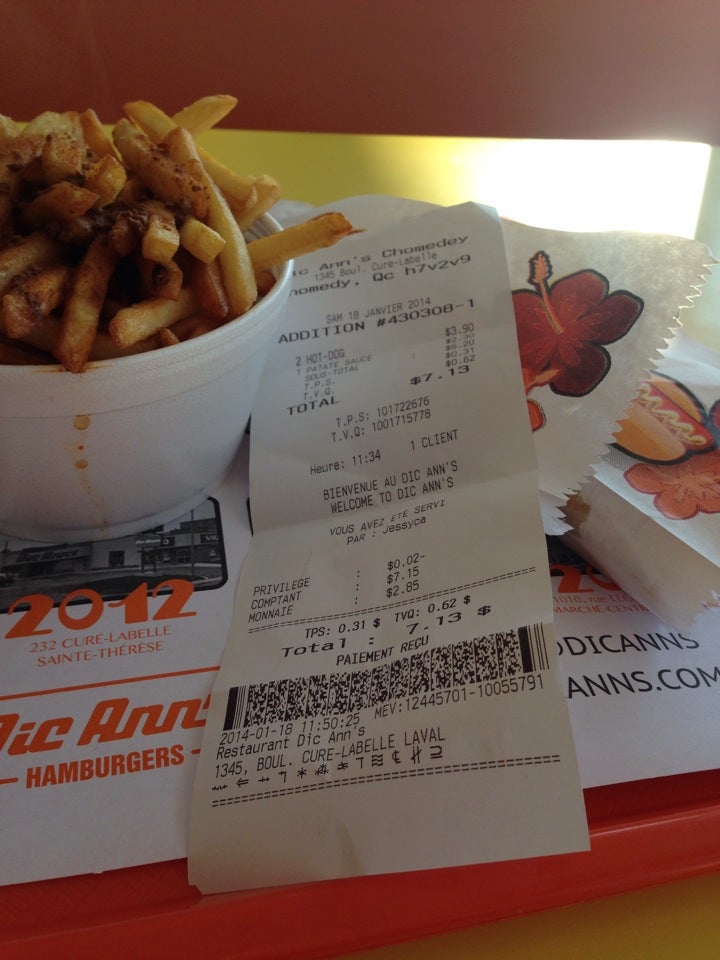 ic Ann's Chomedey
1345 Boul. Cure-Labelle
homedy, Qc h7v2v9
SAM 18 JANVIER 2014
ADDITION #430308-1
2 HOT-DOG $3.90
1 PATATE SAUCE $2.30
SOUS-TOTAL : $6.20
T.P.S. $0.31
T.V.Q. : $0.62
TOTAL $7.13
T.P.S: 101722676
T.V.Q: 1001715778
Heure: 11:34 1 CLIENT
BIENVENUE AU DIC ANN'S
WELCOME TO DIC ANN'S
VOUS AVEZ ETE SERVI
PAR : Jessyca
PRIVILEGE : $0.02-
COMPTANT : $7.15
MONNAIE : $2.85
TPS: 0.31 $ TVQ: 0.62 $
Total : 7.13 $
PAIEMENT REÇU
2014-01-18 11:50:25 MEV:12445701-10055791
Restaurant Dic Ann's
1345, BOUL. CURE-LABELLE LAVAL
2012
232 CURÉ-LABELLE
SAINTE-THÉRÈSE
Dic Ann's
HAMBURGERS
DICANNS
ANNS.COM